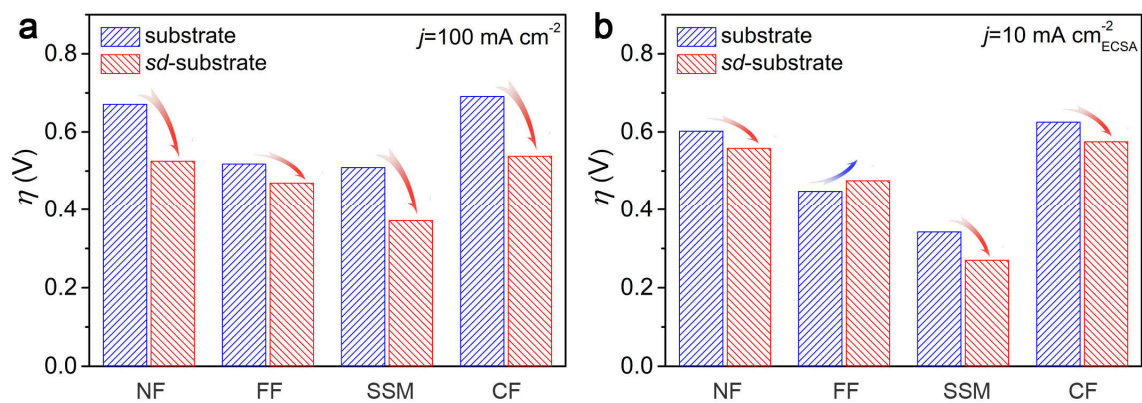 a
substrate
sd-substrate
j=100 mA cm⁻²
η (V)
0.8
0.6
0.4
0.2
0.0
NF FF SSM CF
b
substrate
sd-substrate
j=10 mA cm⁻²ECSA
η (V)
0.8
0.6
0.4
0.2
0.0
NF FF SSM CF